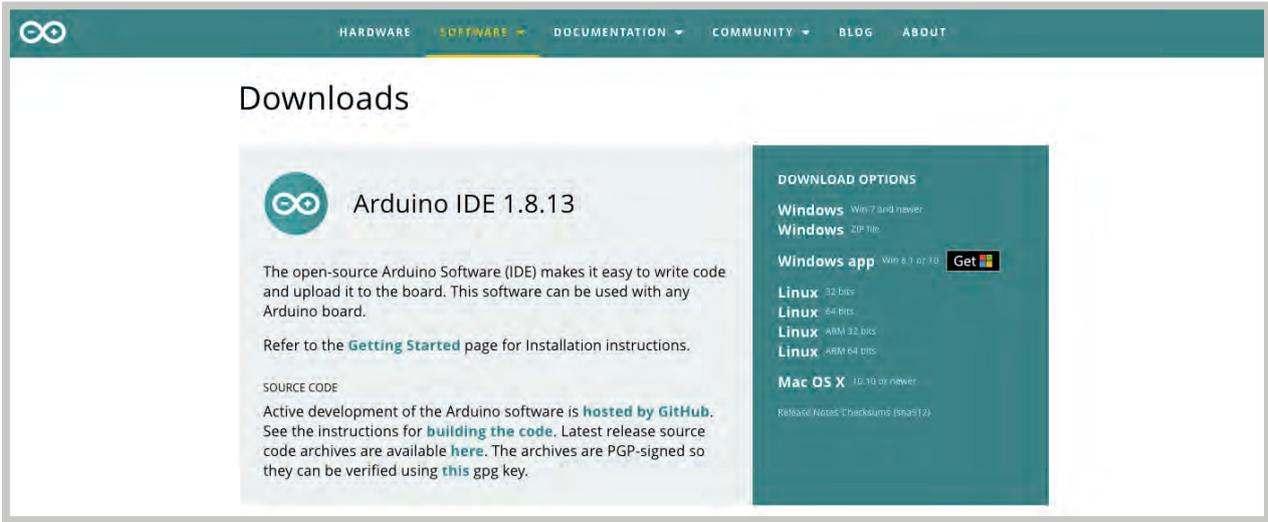 HARDWARE SOFTWARE DOCUMENTATION COMMUNITY BLOG ABOUT
Downloads
Arduino IDE 1.8.13
The open-source Arduino Software (IDE) makes it easy to write code
and upload it to the board. This software can be used with any
Arduino board.
Refer to the Getting Started page for Installation instructions.
SOURCE CODE
Active development of the Arduino software is hosted by GitHub.
See the instructions for building the code. Latest release source
code archives are available here. The archives are PGP-signed so
they can be verified using this gpg key.
DOWNLOAD OPTIONS
Windows Win 7 and newer
Windows ZIP file
Windows app Win 8.1 or 10 Get
Linux 32 bits
Linux 64 bits
Linux ARM 32 bits
Linux ARM 64 bits
Mac OS X 10.10 or newer
Release Notes Checksums (sha512)